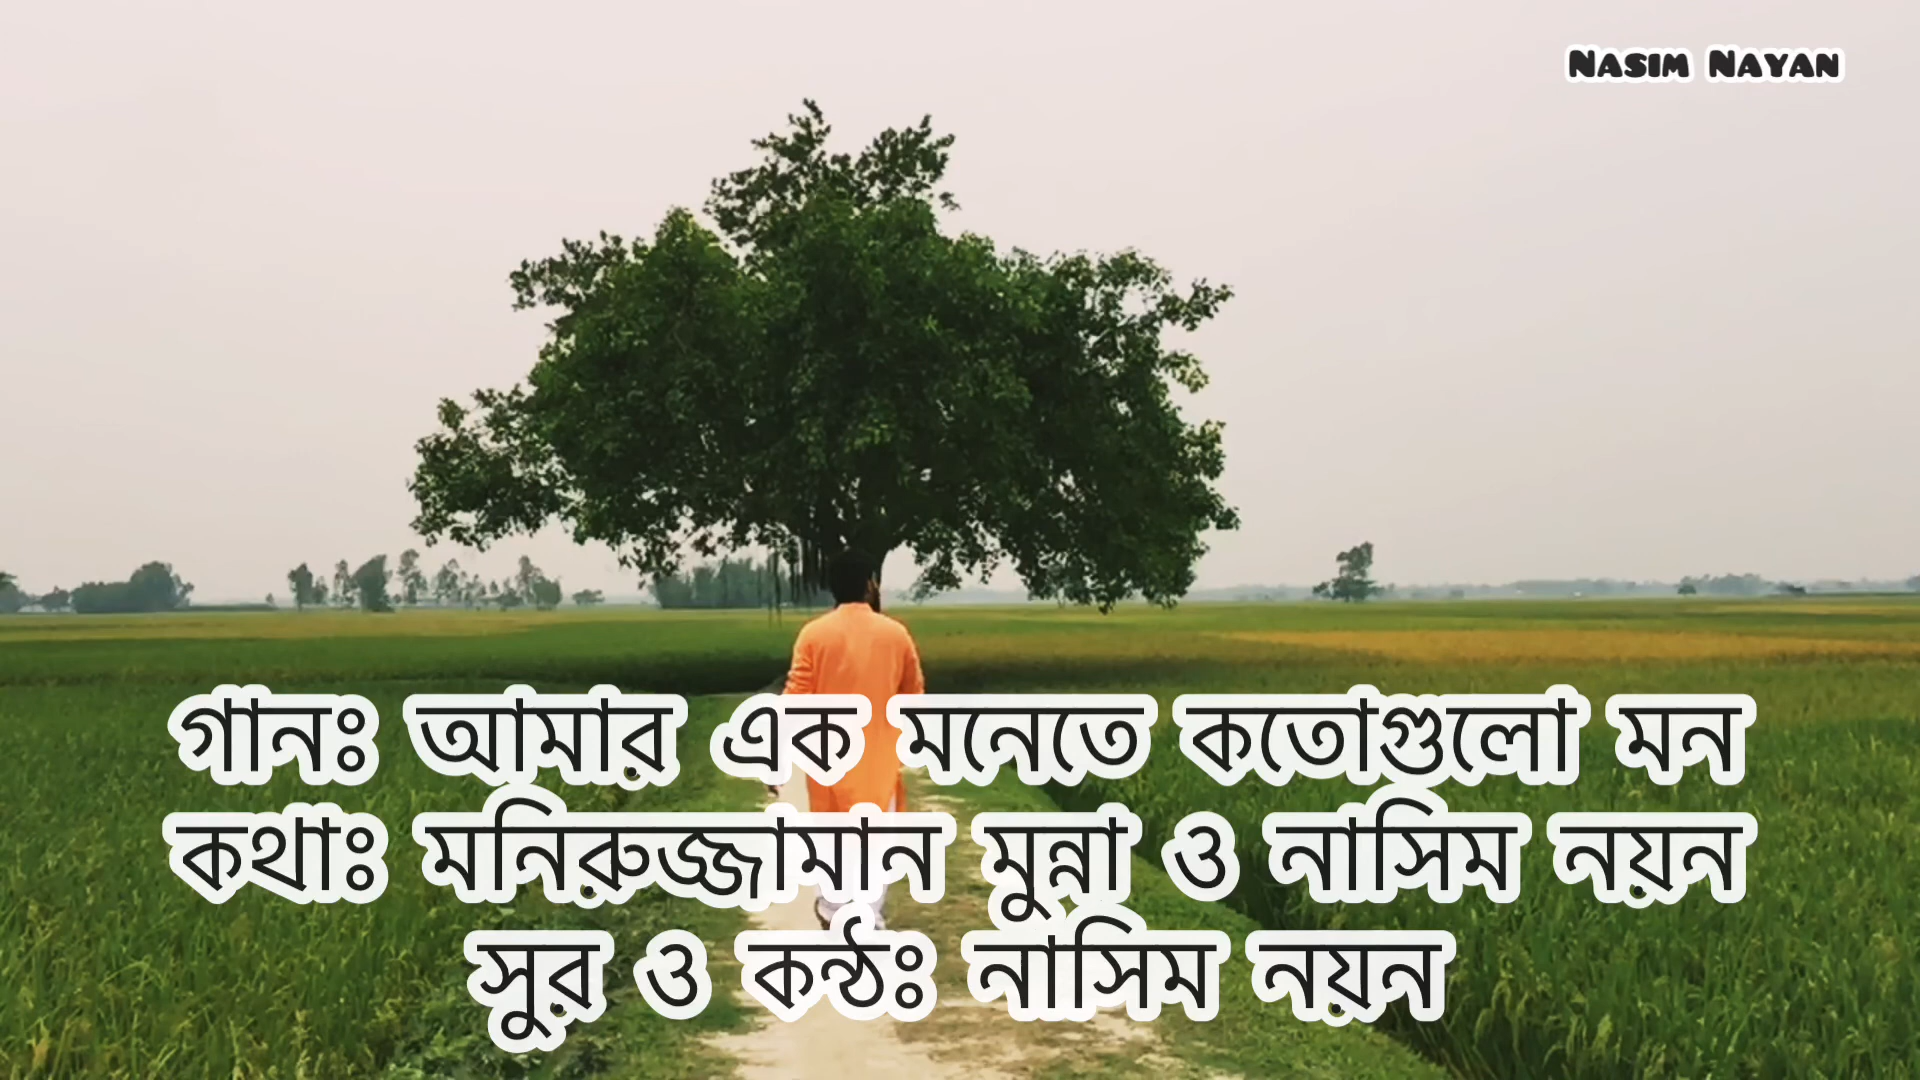 Nasim Nayan
গানঃ আমার এক মনেতে কতোগুলো মন
কথাঃ মনিরুজ্জামান মুন্না ও নাসিম নয়ন
সুর ও কন্ঠঃ নাসিম নয়ন